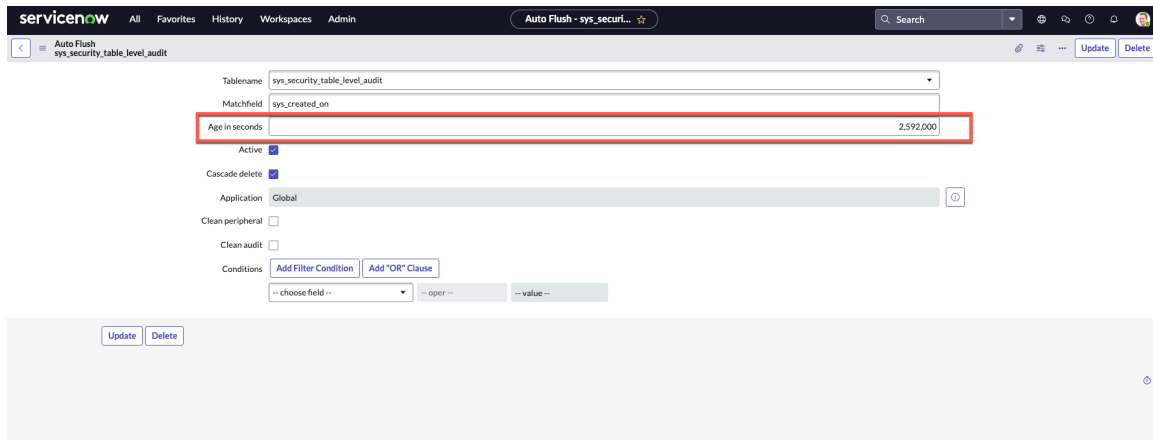 servicenow All Favorites History Workspaces Admin Auto Flush - sys_securi... Search
Auto Flush
sys_security_table_level_audit
Update Delete
Tablename sys_security_table_level_audit
Matchfield sys_created_on
Age in seconds 2,592,000
Active
Cascade delete
Application Global
Clean peripheral
Clean audit
Conditions Add Filter Condition Add "OR" Clause
-- choose field -- -- oper -- -- value --
Update Delete